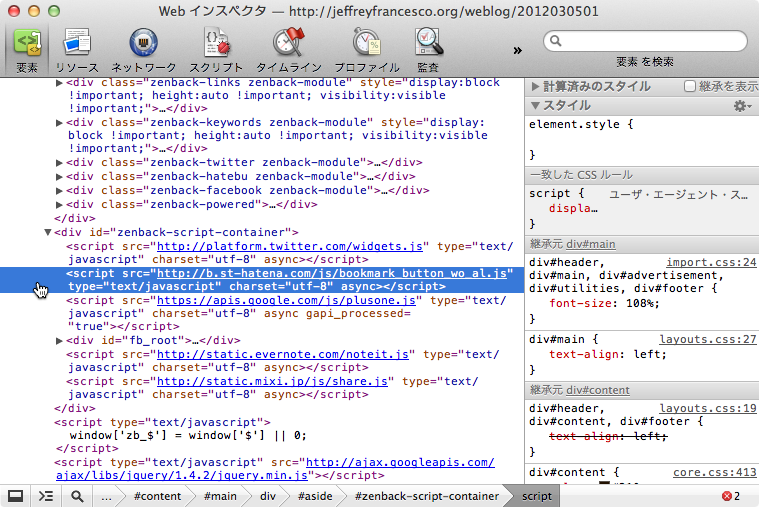 Web インスペクタ — http://jeffreyfrancesco.org/weblog/2012030501
要素 リソース ネットワーク スクリプト タイムライン プロファイル 監査 » 要素 を検索
▶<div class="zenback-links zenback-module" style="display:block
!important; height:auto !important; visibility:visible
!important;">…</div>
▶<div class="zenback-keywords zenback-module" style="display:
block !important; height:auto !important; visibility:visible
!important;">…</div>
▶<div class="zenback-twitter zenback-module">…</div>
▶<div class="zenback-hatebu zenback-module">…</div>
▶<div class="zenback-facebook zenback-module">…</div>
▶<div class="zenback-powered">…</div>
</div>
▼<div id="zenback-script-container">
<script src="http://platform.twitter.com/widgets.js" type="text/
javascript" charset="utf-8" async></script>
<script src="http://b.st-hatena.com/js/bookmark_button_wo_al.js"
type="text/javascript" charset="utf-8" async></script>
<script src="https://apis.google.com/js/plusone.js" type="text/
javascript" charset="utf-8" async gapi_processed=
"true"></script>
▶<div id="fb_root">…</div>
<script src="http://static.evernote.com/noteit.js" type="text/
javascript" charset="utf-8" async></script>
<script src="http://static.mixi.jp/js/share.js" type="text/
javascript" charset="utf-8" async></script>
</div>
<script type="text/javascript">
window['zb_$'] = window['$'] || 0;
</script>
<script type="text/javascript" src="http://ajax.googleapis.com/
ajax/libs/jquery/1.4.2/jquery.min.js"></script>
▶計算済みのスタイル 継承を表示
▼スタイル
element.style {
}
一致した CSS ルール
script { ユーザ・エージェント・ス…
displa…
}
継承元 div#main
div#header, import.css:24
div#main, div#advertisement,
div#utilities, div#footer {
font-size: 108%;
}
div#main { layouts.css:27
text-align: left;
}
継承元 div#content
div#header, layouts.css:19
div#content, div#footer {
text-align: left;
}
div#content { core.css:413
… #content #main div #aside #zenback-script-container script 2